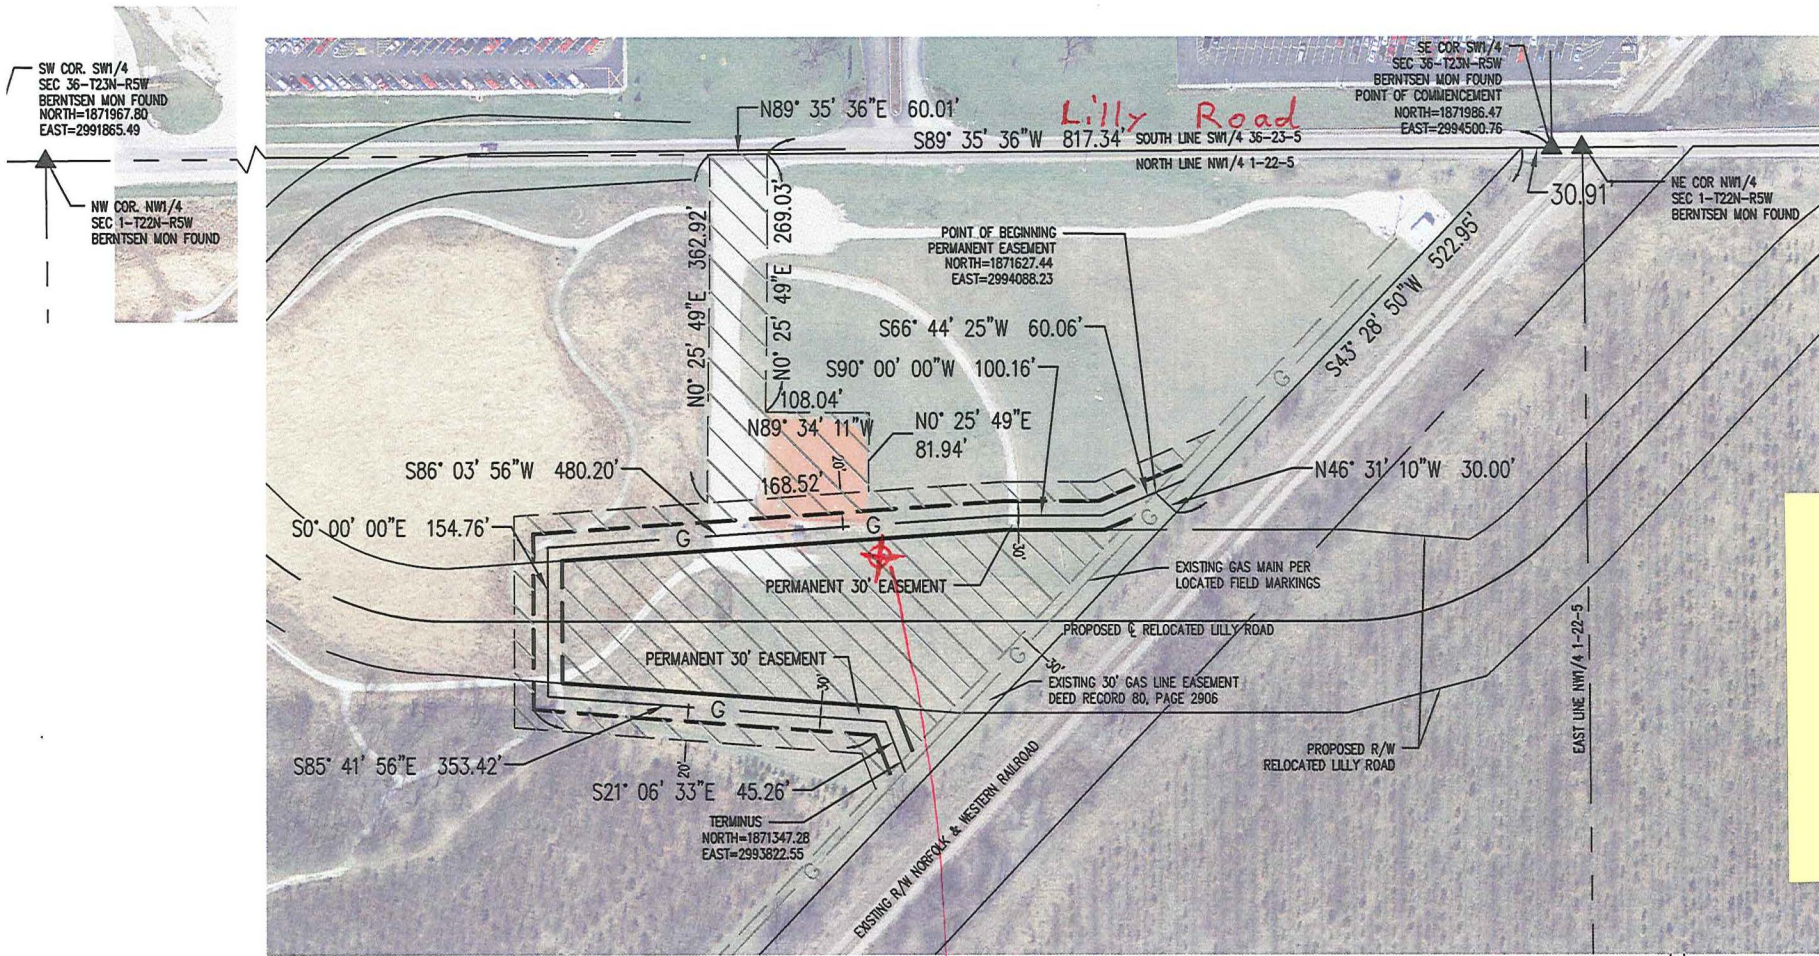 SW COR. SW1/4
SEC 36-T23N-R5W
BERNTSEN MON FOUND
NORTH=1871967.80
EAST=2991865.49
NW COR. NW1/4
SEC 1-T22N-R5W
BERNTSEN MON FOUND
N89° 35' 36"E 60.01'
Lilly Road
S89° 35' 36"W 817.34'
SOUTH LINE SW1/4 36-23-5
NORTH LINE NW1/4 1-22-5
SE COR SW1/4
SEC 36-T23N-R5W
BERNTSEN MON FOUND
POINT OF COMMENCEMENT
NORTH=1871986.47
EAST=2994500.76
30.91'
NE COR NW1/4
SEC 1-T22N-R5W
BERNTSEN MON FOUND
N0° 25' 49"E 362.92'
N0° 25' 49"E 269.03'
POINT OF BEGINNING
PERMANENT EASEMENT
NORTH=1871627.44
EAST=2994088.23
S43° 28' 50"W 522.95'
S66° 44' 25"W 60.06'
S90° 00' 00"W 100.16'
108.04'
N89° 34' 11"W
N0° 25' 49"E
81.94'
S86° 03' 56"W 480.20'
168.52'
20'
N46° 31' 10"W 30.00'
S0° 00' 00"E 154.76'
G
G
G
G
30'
PERMANENT 30' EASEMENT
EXISTING GAS MAIN PER
LOCATED FIELD MARKINGS
PROPOSED ℄ RELOCATED LILLY ROAD
PERMANENT 30' EASEMENT
G
30'
EXISTING 30' GAS LINE EASEMENT
DEED RECORD 80, PAGE 2906
30'
G
S85° 41' 56"E 353.42'
20'
S21° 06' 33"E 45.26'
PROPOSED R/W
RELOCATED LILLY ROAD
EAST LINE NW1/4 1-22-5
TERMINUS
NORTH=1871347.28
EAST=2993822.55
G
EXISTING R/W NORFOLK & WESTERN RAILROAD